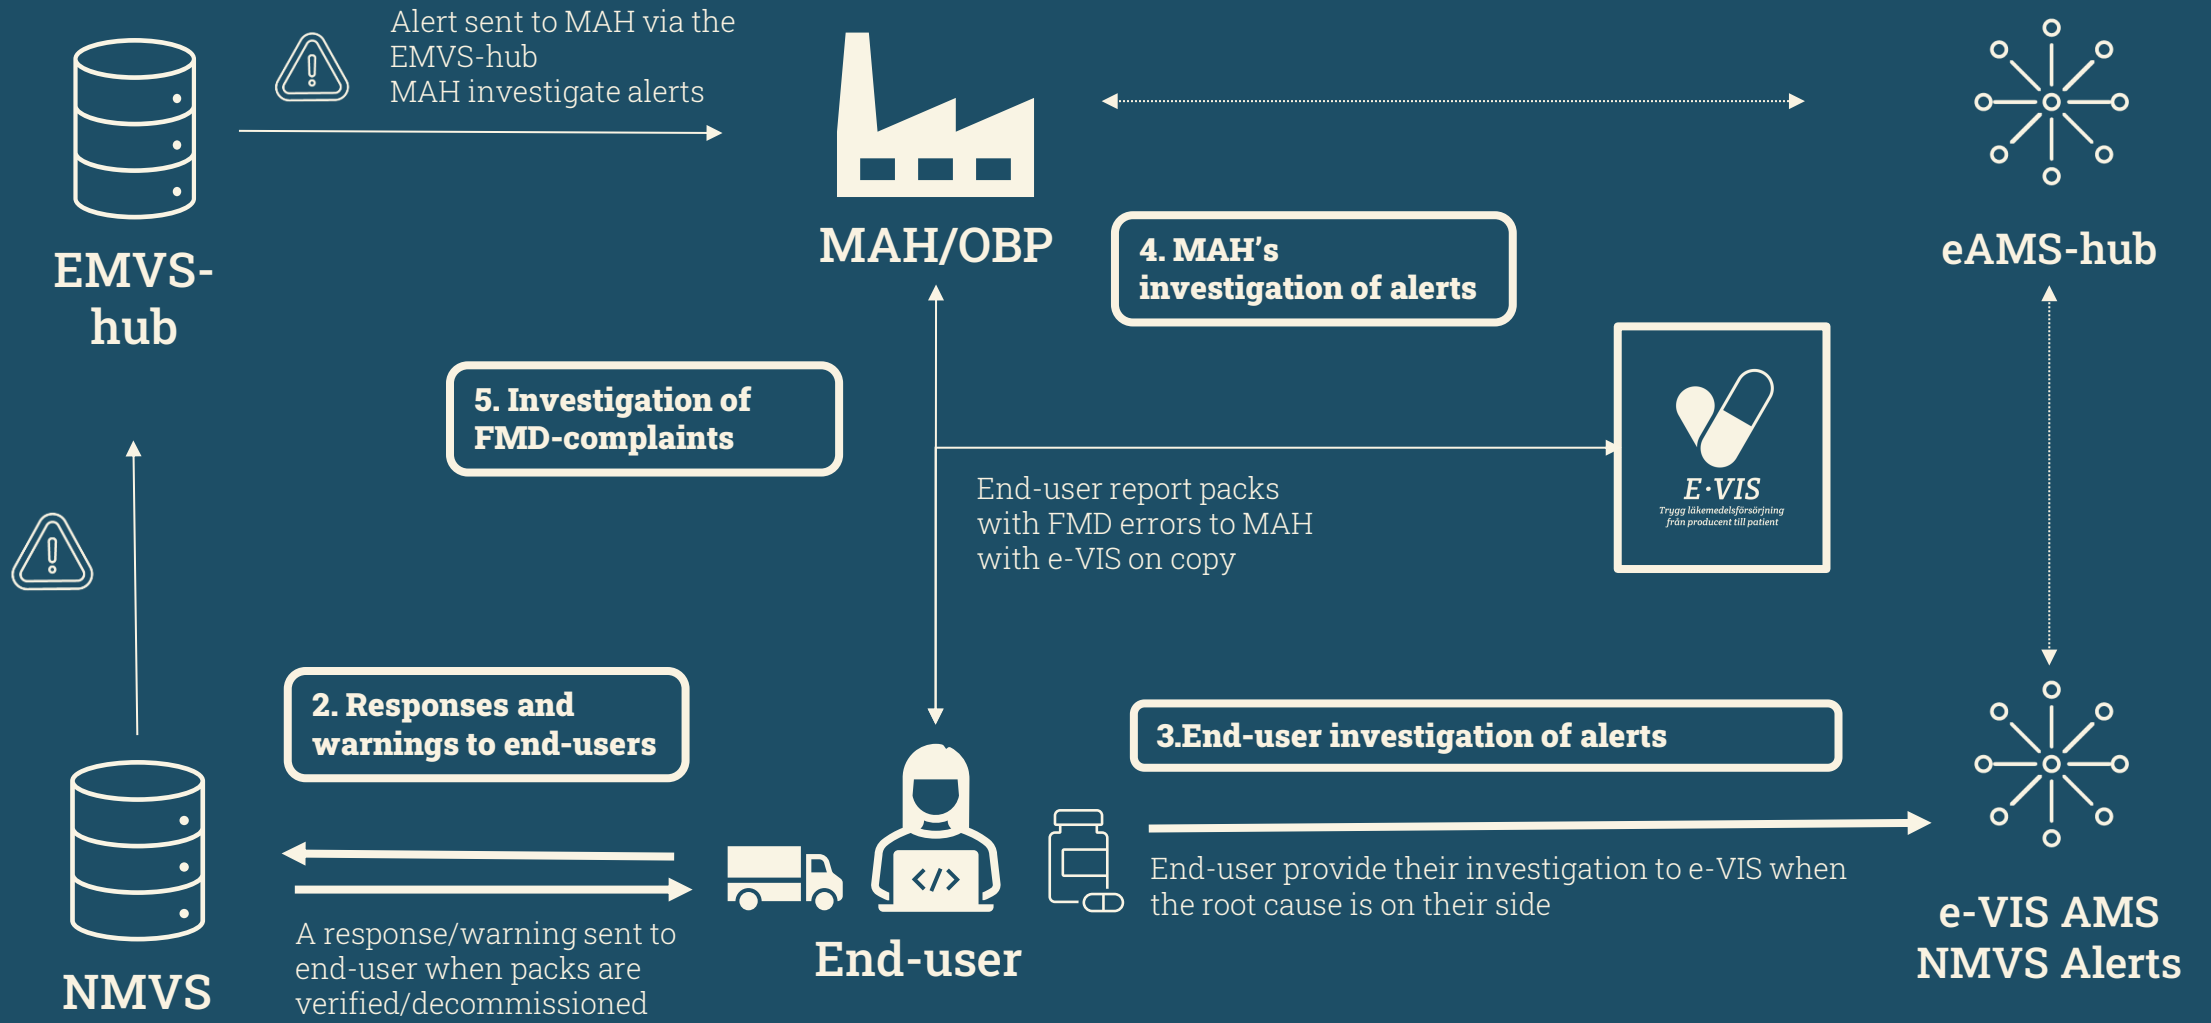 Alert sent to MAH via the
EMVS-hub
MAH investigate alerts
EMVS-
hub
MAH/OBP
4. MAH's
investigation of alerts
eAMS-hub
5. Investigation of
FMD-complaints
End-user report packs
with FMD errors to MAH
with e-VIS on copy
E·VIS
Trygg läkemedelsförsörjning
från producent till patient
2. Responses and
warnings to end-users
3.End-user investigation of alerts
</>
End-user provide their investigation to e-VIS when
the root cause is on their side
A response/warning sent to
end-user when packs are
verified/decommissioned
NMVS
End-user
e-VIS AMS
NMVS Alerts